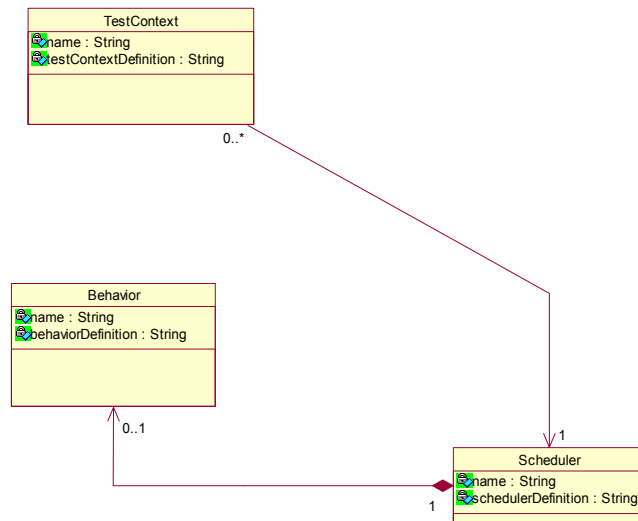 TestContext
name : String
testContextDefinition : String
0..*
Behavior
name : String
behaviorDefinition : String
0..1
1
Scheduler
name : String
schedulerDefinition : String
1